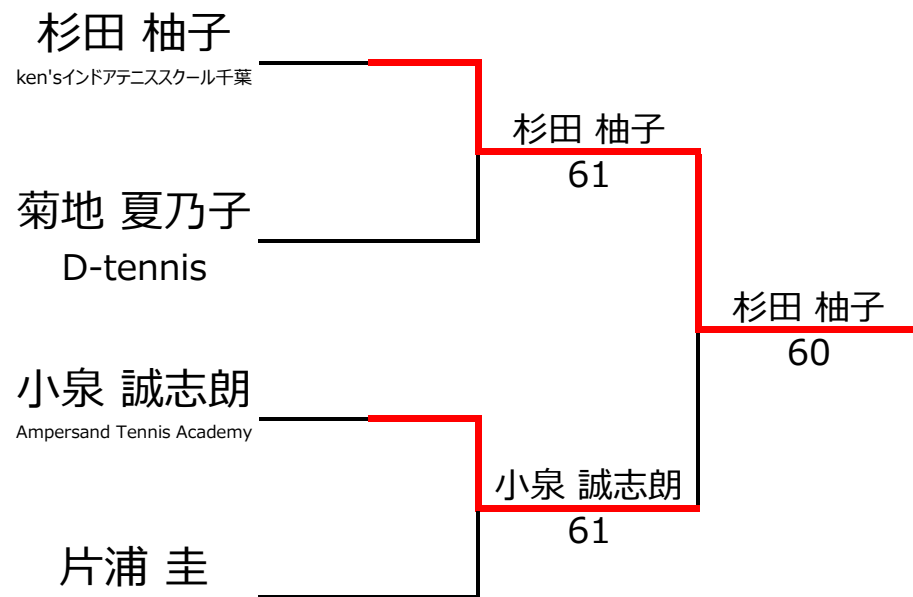 杉田 柚子
ken'sインドアテニススクール千葉
杉田 柚子
61
菊地 夏乃子
D-tennis
杉田 柚子
60
小泉 誠志朗
Ampersand Tennis Academy
小泉 誠志朗
61
片浦 圭